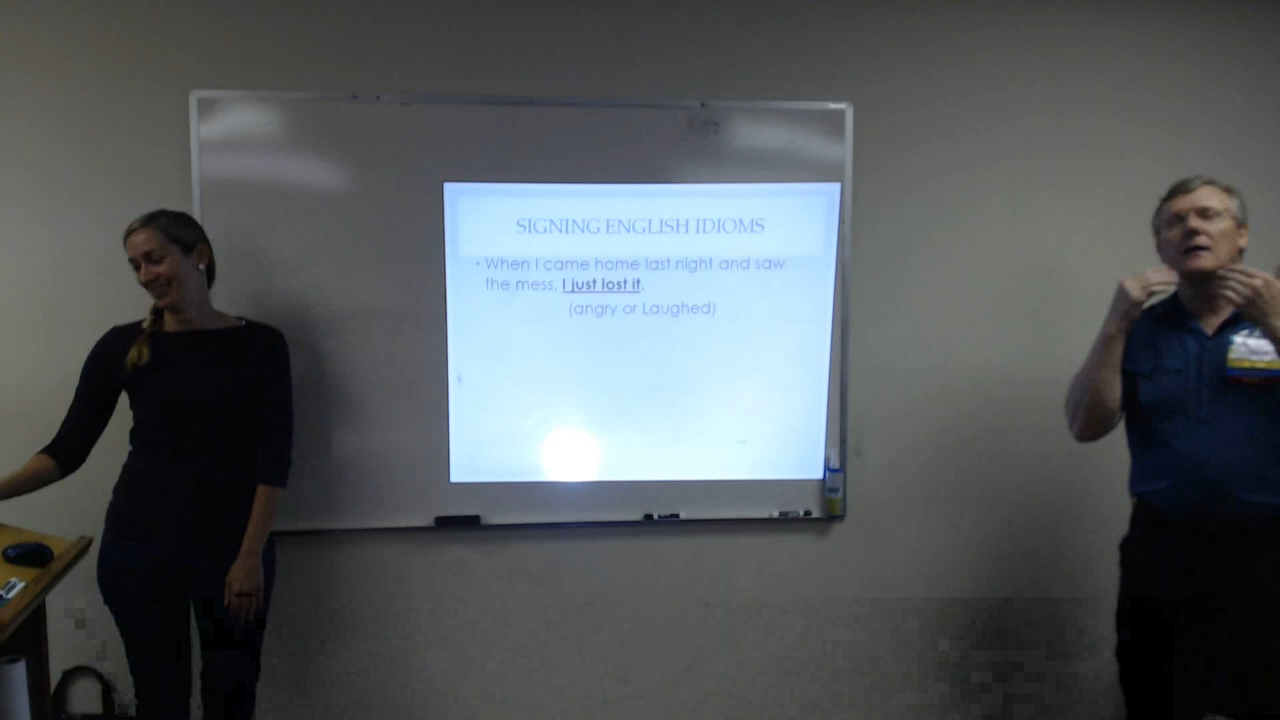 SIGNING ENGLISH IDIOMS
• When I came home last night and saw
the mess, I just lost it.
(angry or Laughed)